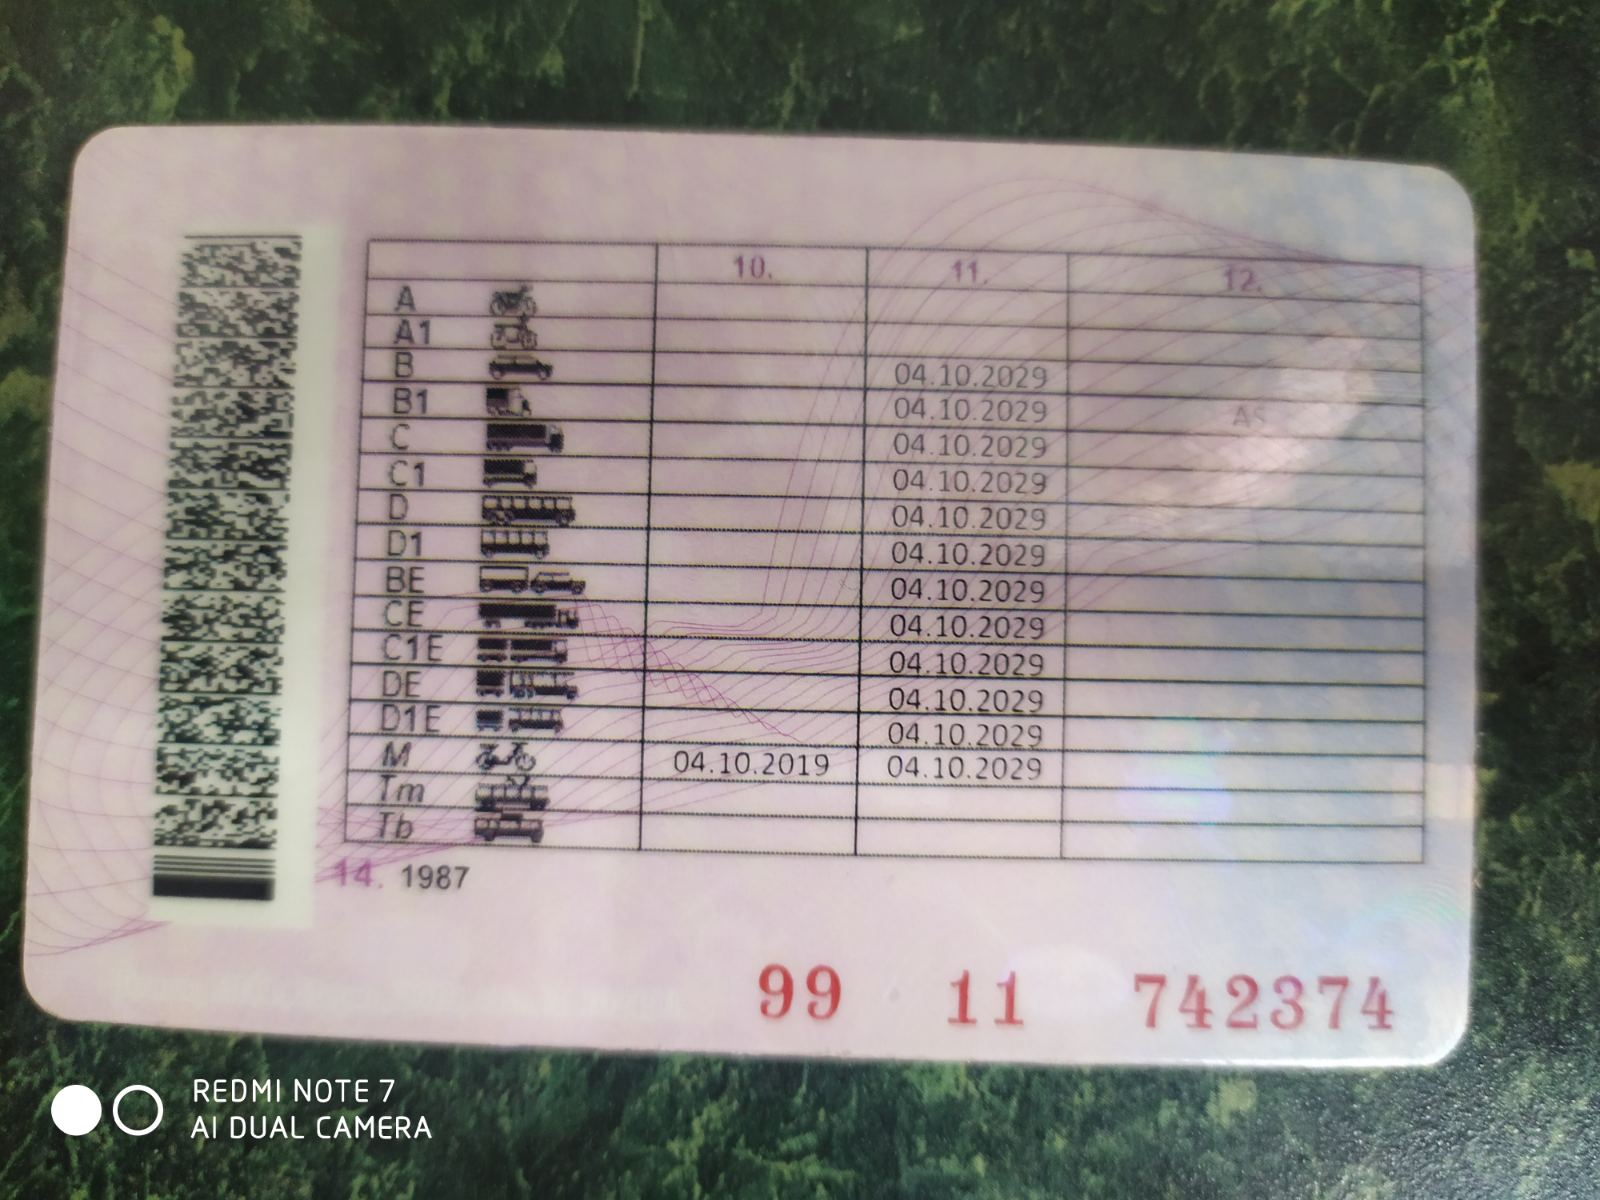 10. 11. 12.
A
A1
B 04.10.2029
B1 04.10.2029 AS
C 04.10.2029
C1 04.10.2029
D 04.10.2029
D1 04.10.2029
BE 04.10.2029
CE 04.10.2029
C1E 04.10.2029
DE 04.10.2029
D1E 04.10.2029
M 04.10.2019 04.10.2029
Tm
Tb
14. 1987
99 11 742374
REDMI NOTE 7
AI DUAL CAMERA